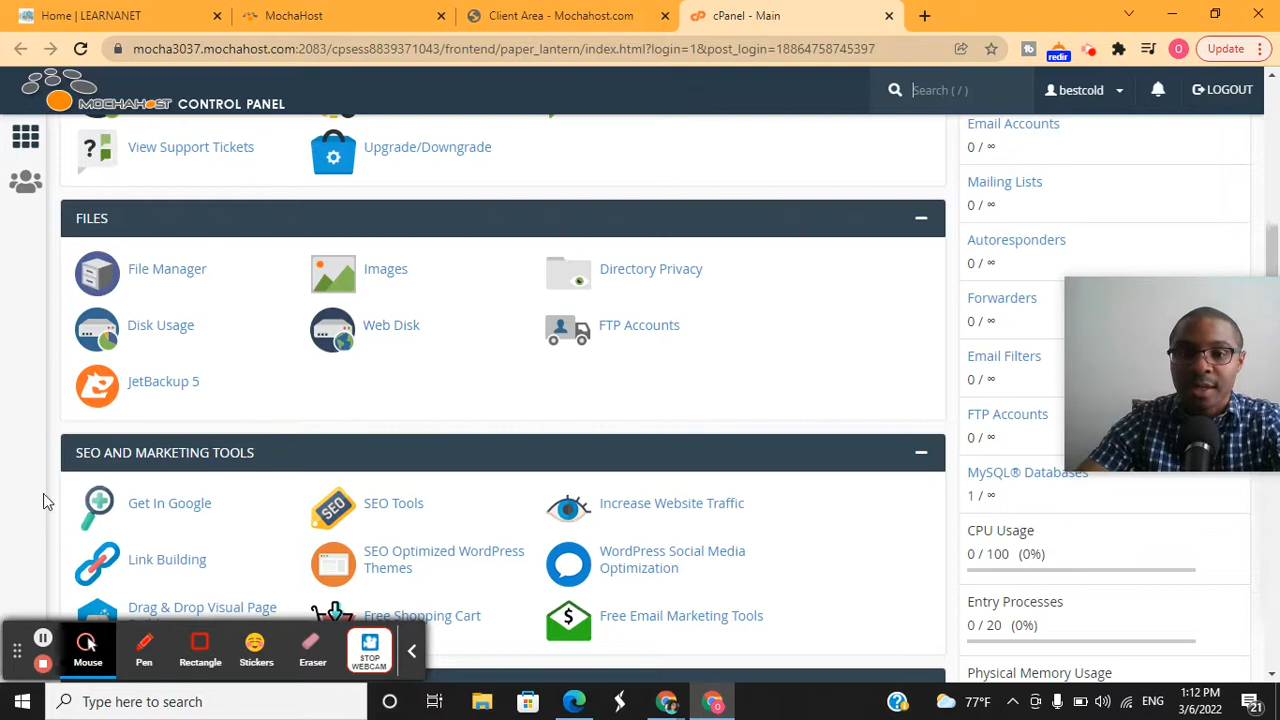 Home | LEARNANET
MochaHost
Client Area - Mochahost.com
cPanel - Main
mocha3037.mochahost.com:2083/cpsess8839371043/frontend/paper_lantern/index.html?login=1&post_login=18864758745397
redir
O
Update
MOCHAHOST CONTROL PANEL
Search ( / )
bestcold
LOGOUT
View Support Tickets
Upgrade/Downgrade
FILES
File Manager
Images
Directory Privacy
Disk Usage
Web Disk
FTP Accounts
JetBackup 5
SEO AND MARKETING TOOLS
Get In Google
SEO
SEO Tools
Increase Website Traffic
Link Building
SEO Optimized WordPress
Themes
WordPress Social Media
Optimization
Drag & Drop Visual Page
Free Shopping Cart
Free Email Marketing Tools
Email Accounts
0 / ∞
Mailing Lists
0 / ∞
Autoresponders
0 / ∞
Forwarders
0 / ∞
Email Filters
0 / ∞
FTP Accounts
0 / ∞
MySQL® Databases
1 / ∞
CPU Usage
0 / 100 (0%)
Entry Processes
0 / 20 (0%)
Physical Memory Usage
Mouse
Pen
Rectangle
Stickers
Eraser
STOP
WEBCAM
Type here to search
77°F
ENG
1:12 PM
3/6/2022
21